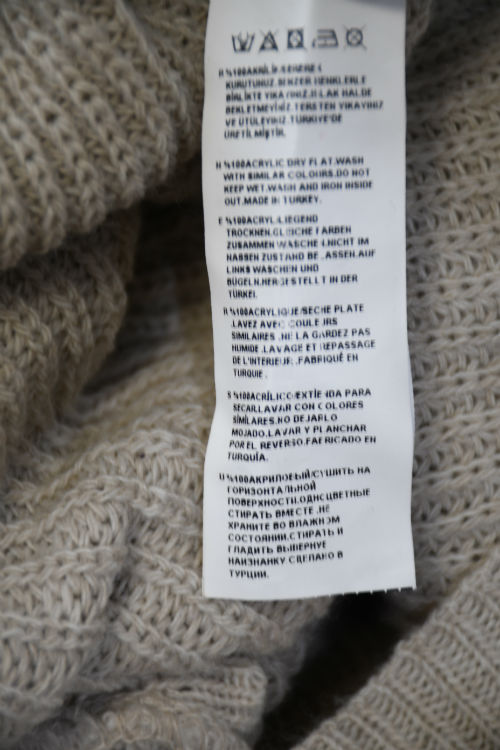 %100AKRİLİK
KURUTUNUZ.BENZER RENKLERLE
BİRLİKTE YIKAYINIZ.ISLAK HALDE
BEKLETMEYİNİZ.TERSTEN YIKAYINIZ
VE ÜTÜLEYİNİZ.TÜRKİYE'DE
ÜRETİLMİŞTİR.
%100ACRYLIC DRY FLAT.WASH
WITH SIMILAR COLOURS.DO NOT
KEEP WET.WASH AND IRON INSIDE
OUT.MADE IN TURKEY.
%100ACRYL.LIEGEND
TROCKNEN.GLEICHE FARBEN
ZUSAMMEN WASCHEN.NICHT IM
NASSEN ZUSTAND BELASSEN.AUF
LINKS WASCHEN UND
BÜGELN.HERGESTELLT IN DER
TÜRKEI.
%100ACRYLIQUE/SECHE PLATE
.LAVEZ AVEC COULEURS
SIMILAIRES .NE LA GARDEZ PAS
HUMIDE .LAVAGE ET REPASSAGE
DE L'INTERIEUR .FABRIQUÉ EN
TURQUIE .
%100ACRÍLICO/EXTIENDA PARA
SECAR.LAVAR CON COLORES
SIMILARES.NO DEJARLO
MOJADO.LAVAR Y PLANCHAR
POR EL REVERSO.FABRICADO EN
TURQUÍA.
%100АКРИЛОВЫЙ/СУШИТЬ НА
ГОРИЗОНТАЛЬНОЙ
ПОВЕРХНОСТИ.ОДНОЦВЕТНЫЕ
СТИРАТЬ ВМЕСТЕ .НЕ
ХРАНИТЕ ВО ВЛАЖНОМ
СОСТОЯНИИ.СТИРАТЬ И
ГЛАДИТЬ ВЫВЕРНУВ
НАИЗНАНКУ СДЕЛАНО В
ТУРЦИИ.